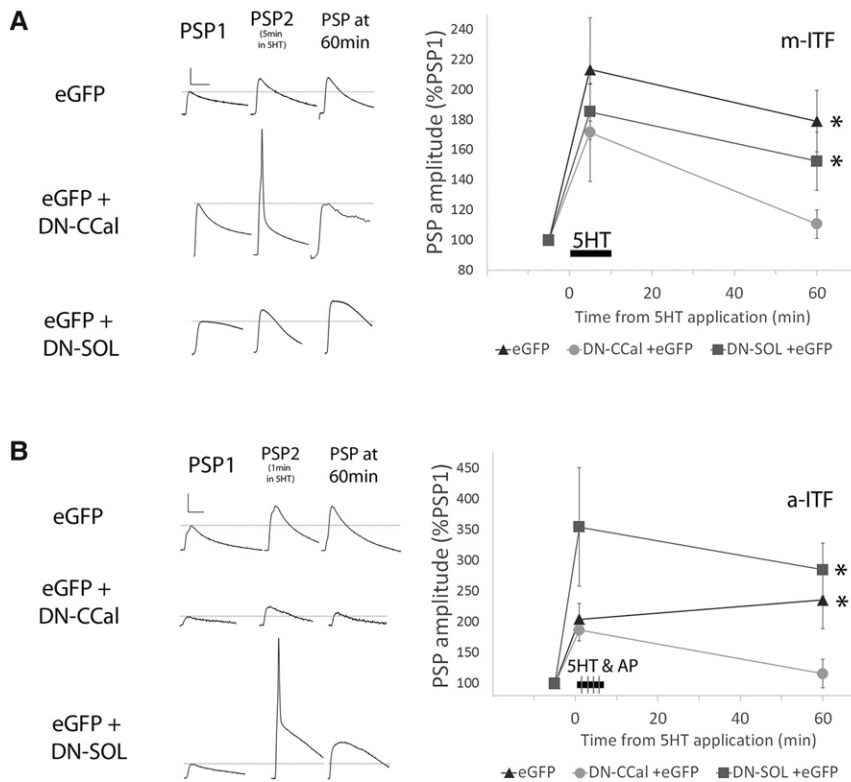 A
PSP1
PSP2
(5min
in 5HT)
PSP at
60min
eGFP
eGFP +
DN-CCal
eGFP +
DN-SOL
PSP amplitude (%PSP1)
240
220
200
180
160
140
120
100
80
m-ITF
*
*
5HT
0
20
40
60
Time from 5HT application (min)
eGFP
DN-CCal +eGFP
DN-SOL +eGFP
B
PSP1
PSP2
(1min
in 5HT)
PSP at
60min
eGFP
eGFP +
DN-CCal
eGFP +
DN-SOL
PSP amplitude (%PSP1)
450
400
350
300
250
200
150
100
a-ITF
*
*
5HT & AP
0
20
40
60
Time from 5HT application (min)
eGFP
DN-CCal +eGFP
DN-SOL +eGFP